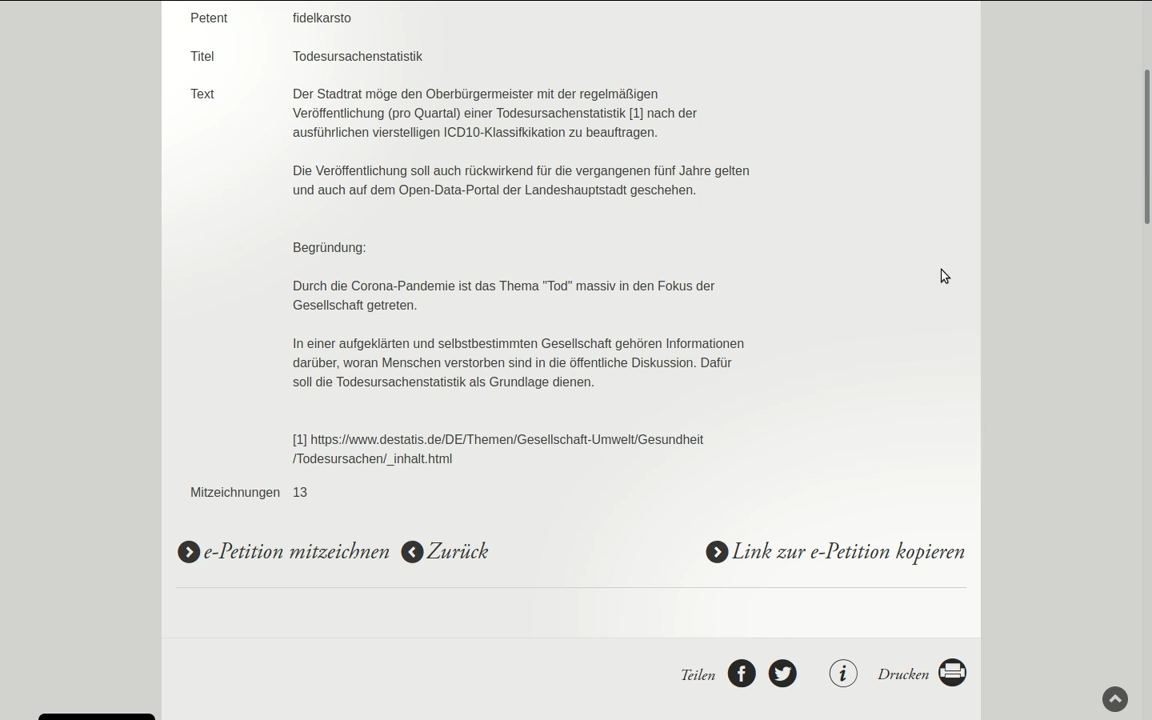 Petent fidelkarsto
Titel Todesursachenstatistik
Text Der Stadtrat möge den Oberbürgermeister mit der regelmäßigen
Veröffentlichung (pro Quartal) einer Todesursachenstatistik [1] nach der
ausführlichen vierstelligen ICD10-Klassifkikation zu beauftragen.
Die Veröffentlichung soll auch rückwirkend für die vergangenen fünf Jahre gelten
und auch auf dem Open-Data-Portal der Landeshauptstadt geschehen.
Begründung:
Durch die Corona-Pandemie ist das Thema "Tod" massiv in den Fokus der
Gesellschaft getreten.
In einer aufgeklärten und selbstbestimmten Gesellschaft gehören Informationen
darüber, woran Menschen verstorben sind in die öffentliche Diskussion. Dafür
soll die Todesursachenstatistik als Grundlage dienen.
[1] https://www.destatis.de/DE/Themen/Gesellschaft-Umwelt/Gesundheit
/Todesursachen/_inhalt.html
Mitzeichnungen 13
e-Petition mitzeichnen Zurück Link zur e-Petition kopieren
Teilen f i Drucken